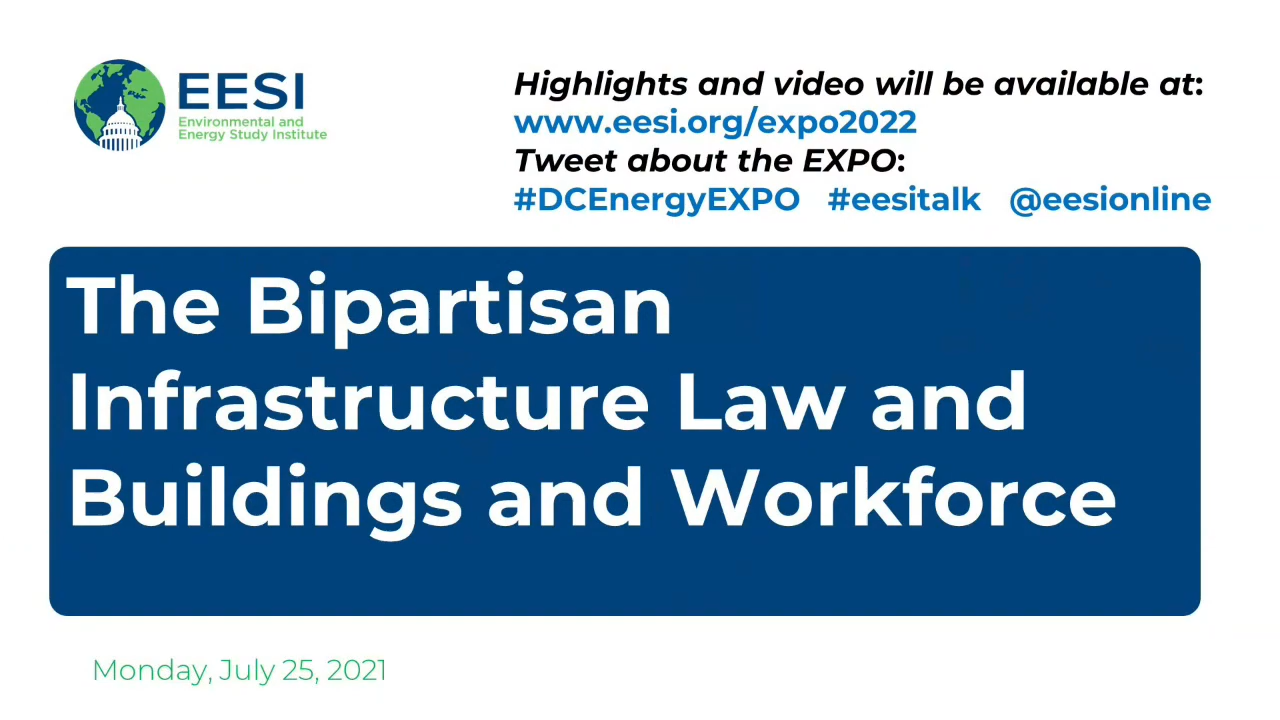 EESI
Environmental and
Energy Study Institute
Highlights and video will be available at:
www.eesi.org/expo2022
Tweet about the EXPO:
#DCEnergyEXPO #eesitalk @eesionline
The Bipartisan
Infrastructure Law and
Buildings and Workforce
Monday, July 25, 2021